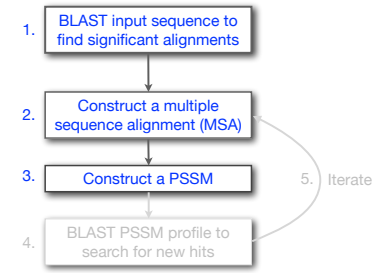 1.
BLAST input sequence to
find significant alignments
2.
Construct a multiple
sequence alignment (MSA)
3.
Construct a PSSM
5. Iterate
4.
BLAST PSSM profile to
search for new hits